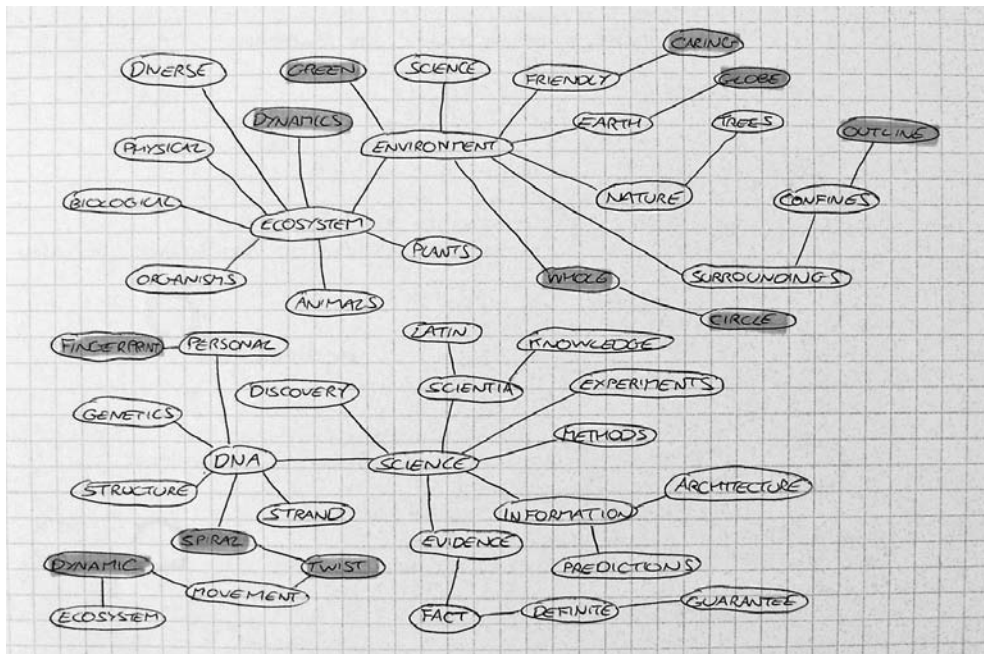 DIVERSE
GREEN
SCIENCE
FRIENDLY
CARING
GLOBE
DYNAMICS
EARTH
TREES
OUTLINE
PHYSICAL
ENVIRONMENT
BIOLOGICAL
NATURE
CONFINES
ECOSYSTEM
PLANTS
ORGANISMS
ANIMALS
WHOLE
SURROUNDINGS
CIRCLE
FINGERPRINT
PERSONAL
LATIN
KNOWLEDGE
DISCOVERY
SCIENTIA
EXPERIMENTS
GENETICS
METHODS
DNA
SCIENCE
STRUCTURE
STRAND
INFORMATION
ARCHITECTURE
SPIRAL
EVIDENCE
DYNAMIC
TWIST
PREDICTIONS
MOVEMENT
ECOSYSTEM
FACT
DEFINITE
GUARANTEE